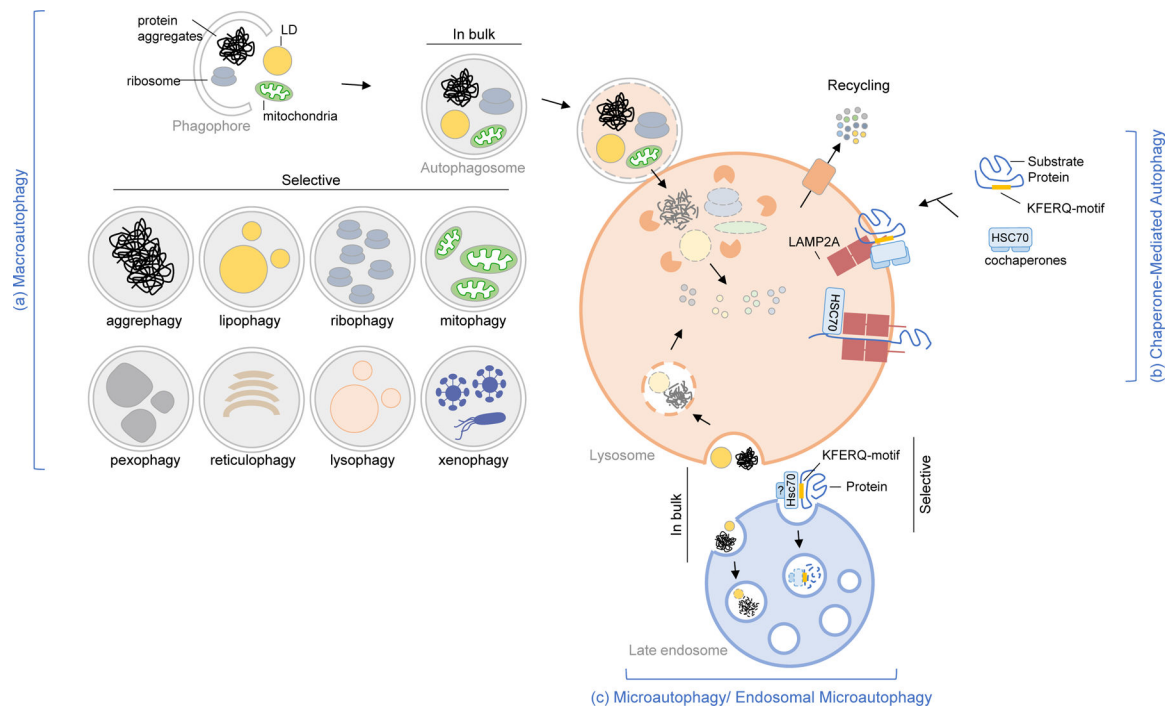 (a) Macroautophagy
protein
aggregates
LD
ribosome
mitochondria
Phagophore
In bulk
Autophagosome
Selective
aggrephagy
lipophagy
ribophagy
mitophagy
pexophagy
reticulophagy
lysophagy
xenophagy
Recycling
LAMP2A
HSC70
Lysosome
Substrate
Protein
KFERQ-motif
HSC70
cochaperones
(b) Chaperone-Mediated Autophagy
In bulk
?
Hsc70
KFERQ-motif
Protein
Selective
Late endosome
(c) Microautophagy/ Endosomal Microautophagy